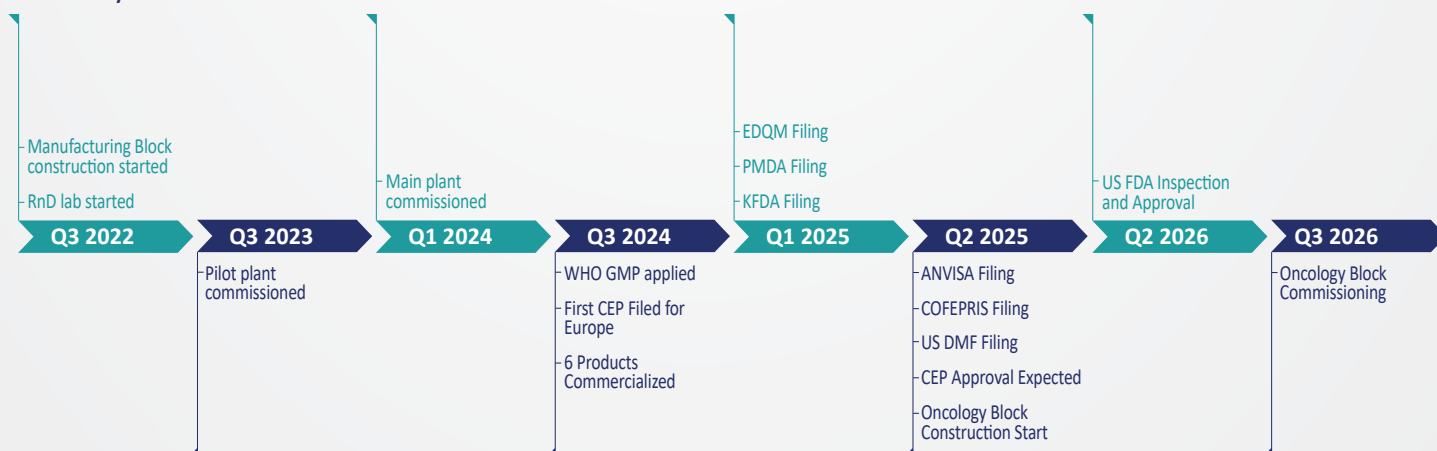 Manufacturing Block
construction started
RnD lab started
Q3 2022
Q3 2023
Pilot plant
commissioned
Main plant
commissioned
Q1 2024
Q3 2024
WHO GMP applied
First CEP Filed for
Europe
6 Products
Commercialized
EDQM Filing
PMDA Filing
KFDA Filing
Q1 2025
Q2 2025
ANVISA Filing
COFEPRIS Filing
US DMF Filing
CEP Approval Expected
Oncology Block
Construction Start
US FDA Inspection
and Approval
Q2 2026
Q3 2026
Oncology Block
Commissioning